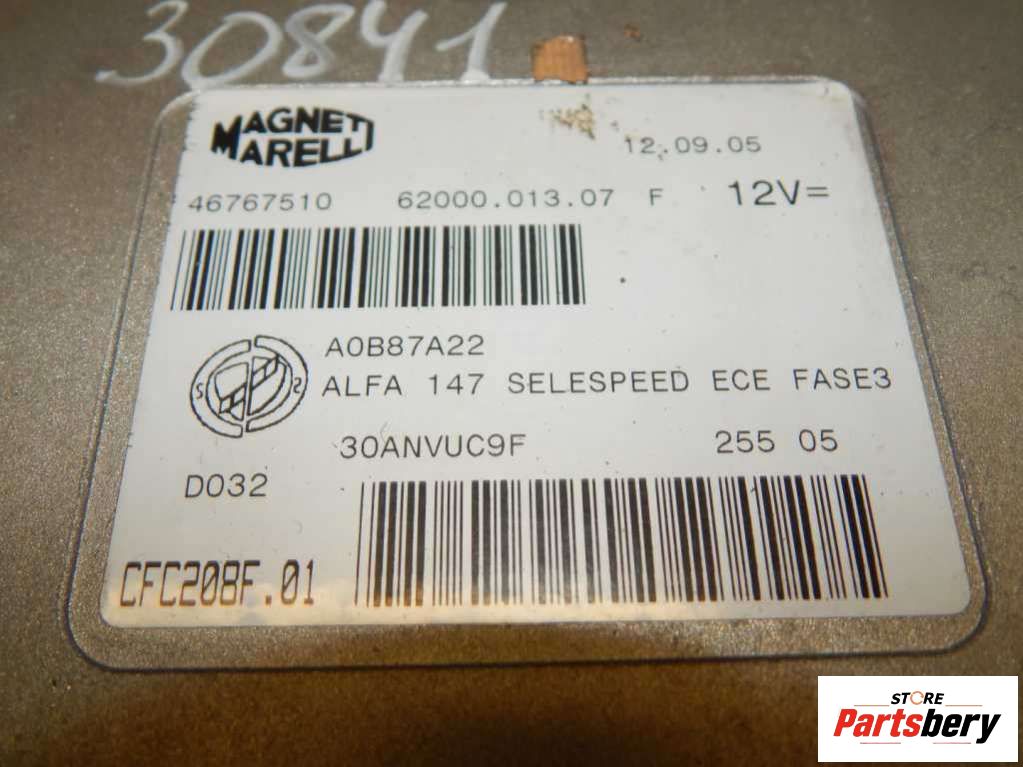 30841
MAGNETI
MARELLI
12.09.05
46767510 62000.013.07 F 12V=
A0B87A22
ALFA 147 SELESPEED ECE FASE3
30ANVUC9F 255 05
D032
CFC208F.01
STORE
Partsbery